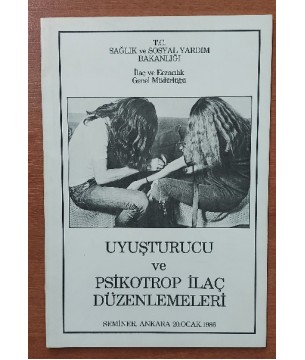 T.C.
SAĞLIK ve SOSYAL YARDIM
BAKANLIĞI
İlaç ve Eczacılık
Genel Müdürlüğü
UYUŞTURUCU
ve
PSİKOTROP İLAÇ
DÜZENLEMELERİ
SEMİNER, ANKARA 20.OCAK.1985